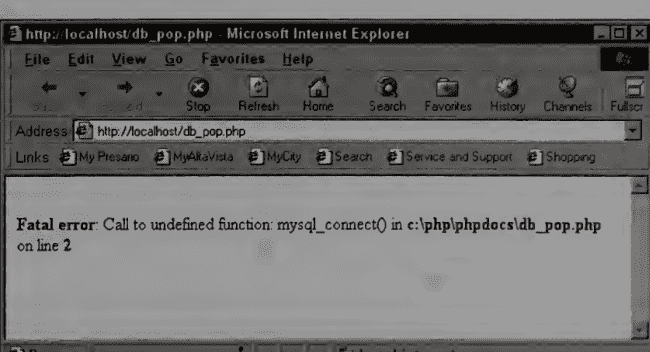 http://localhost/db_pop.php - Microsoft Internet Explorer
File Edit View Go Favorites Help
Stop Refresh Home Search Favorites History Channels Fullscr
Address http://localhost/db_pop.php
Links My Presario MyAltaVista MyCity Search Service and Support Shopping
Fatal error: Call to undefined function: mysql_connect() in c:\php\phpdocs\db_pop.php
on line 2